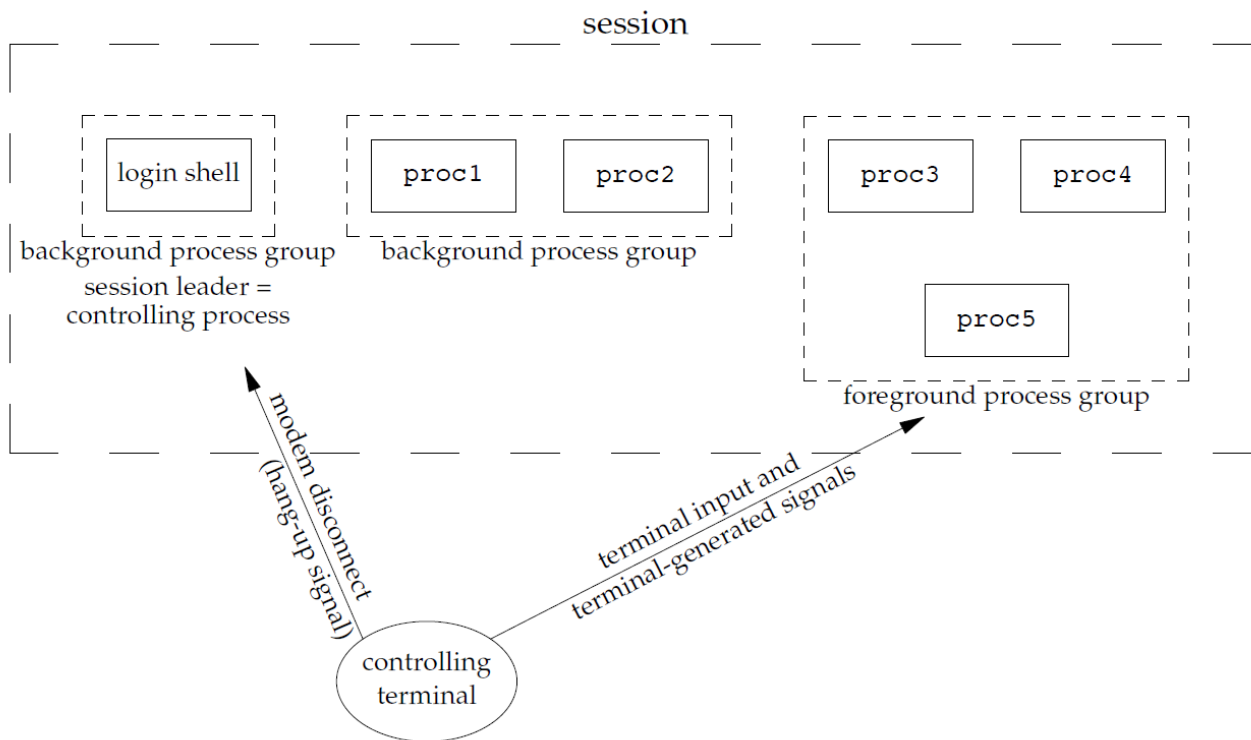 session
login shell
proc1
proc2
proc3
proc4
background process group
session leader =
controlling process
background process group
proc5
foreground process group
modem disconnect
(hang-up signal)
terminal input and
terminal-generated signals
controlling
terminal